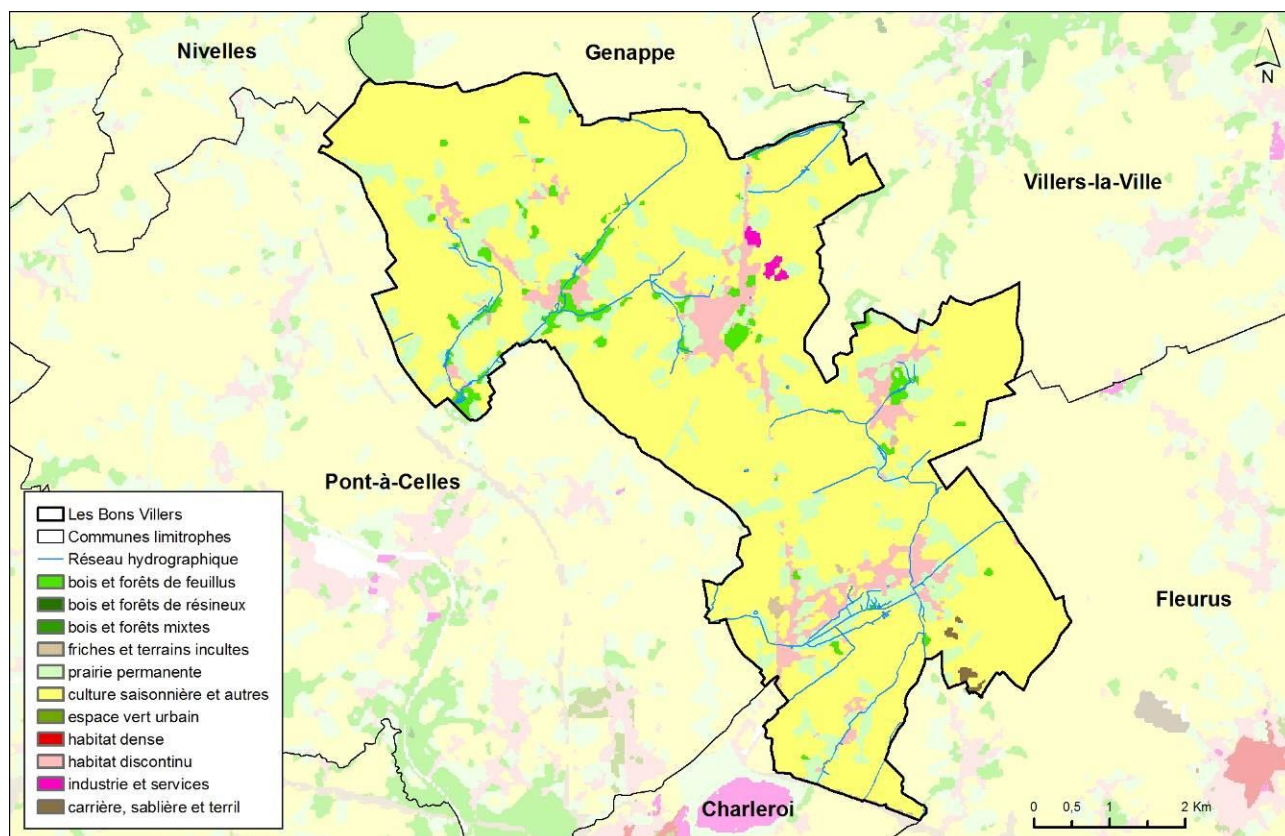 Nivelles
Genappe
N
Villers-la-Ville
Pont-à-Celles
Fleurus
Charleroi
Les Bons Villers
Communes limitrophes
Réseau hydrographique
bois et forêts de feuillus
bois et forêts de résineux
bois et forêts mixtes
friches et terrains incultes
prairie permanente
culture saisonnière et autres
espace vert urbain
habitat dense
habitat discontinu
industrie et services
carrière, sablière et terril
0 0,5 1 2 Km